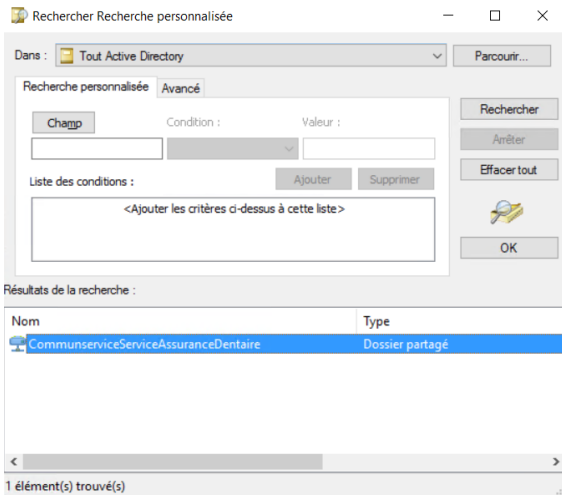 Rechercher Recherche personnalisée
Dans : Tout Active Directory Parcourir...
Recherche personnalisée Avancé
Champ Condition : Valeur :
Rechercher
Arrêter
Effacer tout
OK
Liste des conditions : Ajouter Supprimer
<Ajouter les critères ci-dessus à cette liste>
Résultats de la recherche :
Nom Type
CommunserviceServiceAssuranceDentaire Dossier partagé
1 élément(s) trouvé(s)